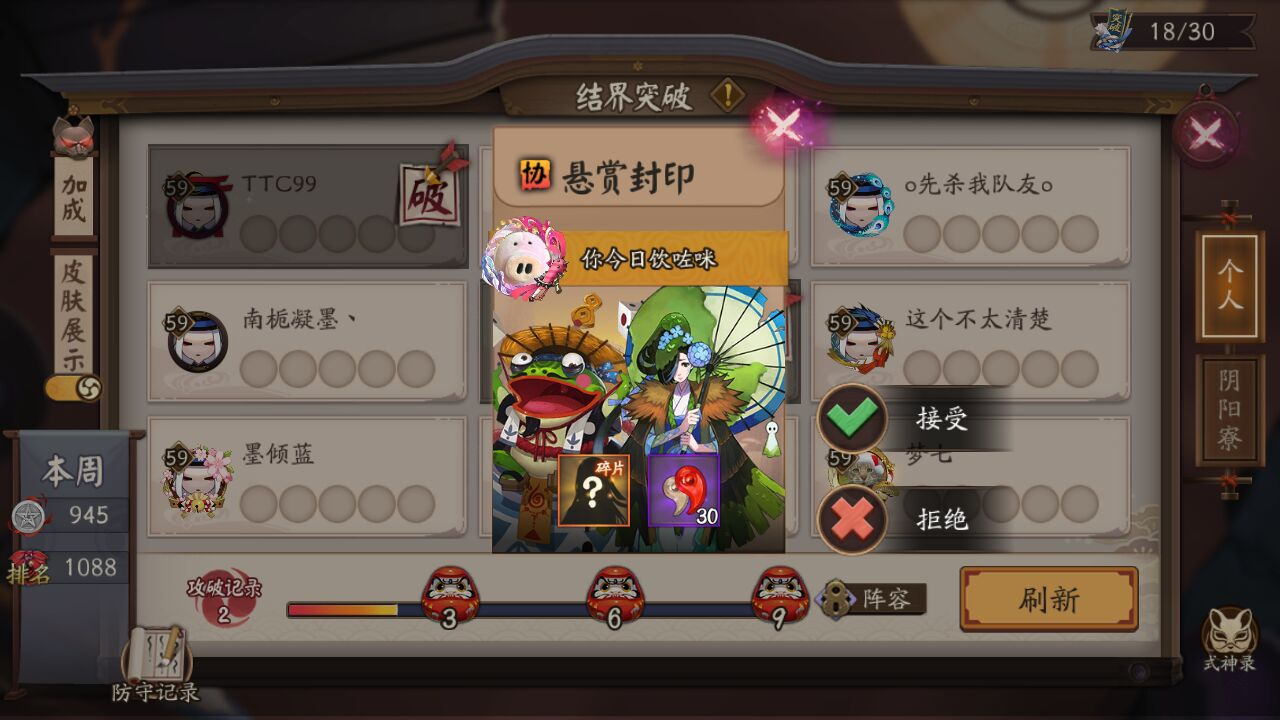 18/30
结界突破
加成
皮肤展示
59
TTC99
破
协
悬赏封印
你今日饮咗咪
59
o先杀我队友o
个人
阴阳寮
59
南栀凝墨丶
59
这个不太清楚
接受
59
墨倾蓝
59
梦七
拒绝
碎片
?
30
本周
945
排名
1088
攻破记录
2
3
6
9
阵容
刷新
防守记录
式神录